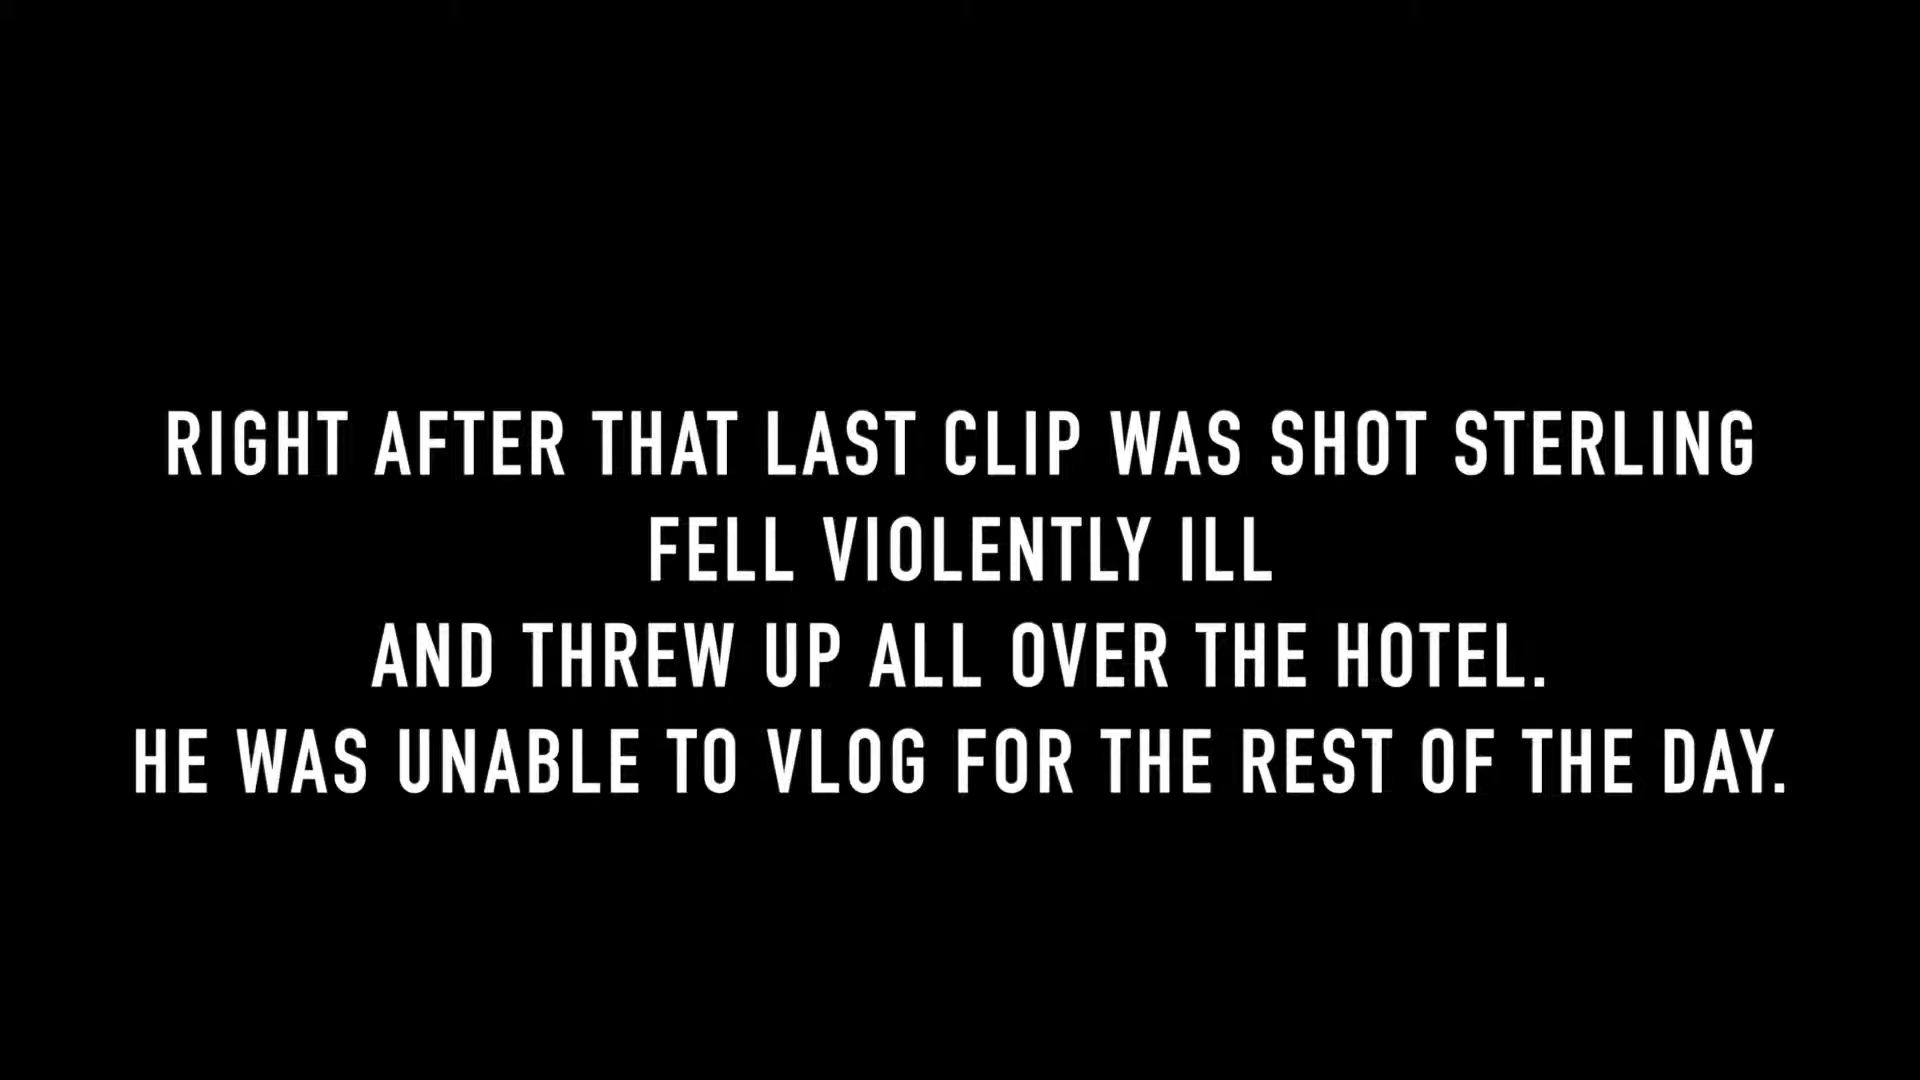 RIGHT AFTER THAT LAST CLIP WAS SHOT STERLING
FELL VIOLENTLY ILL
AND THREW UP ALL OVER THE HOTEL.
HE WAS UNABLE TO VLOG FOR THE REST OF THE DAY.